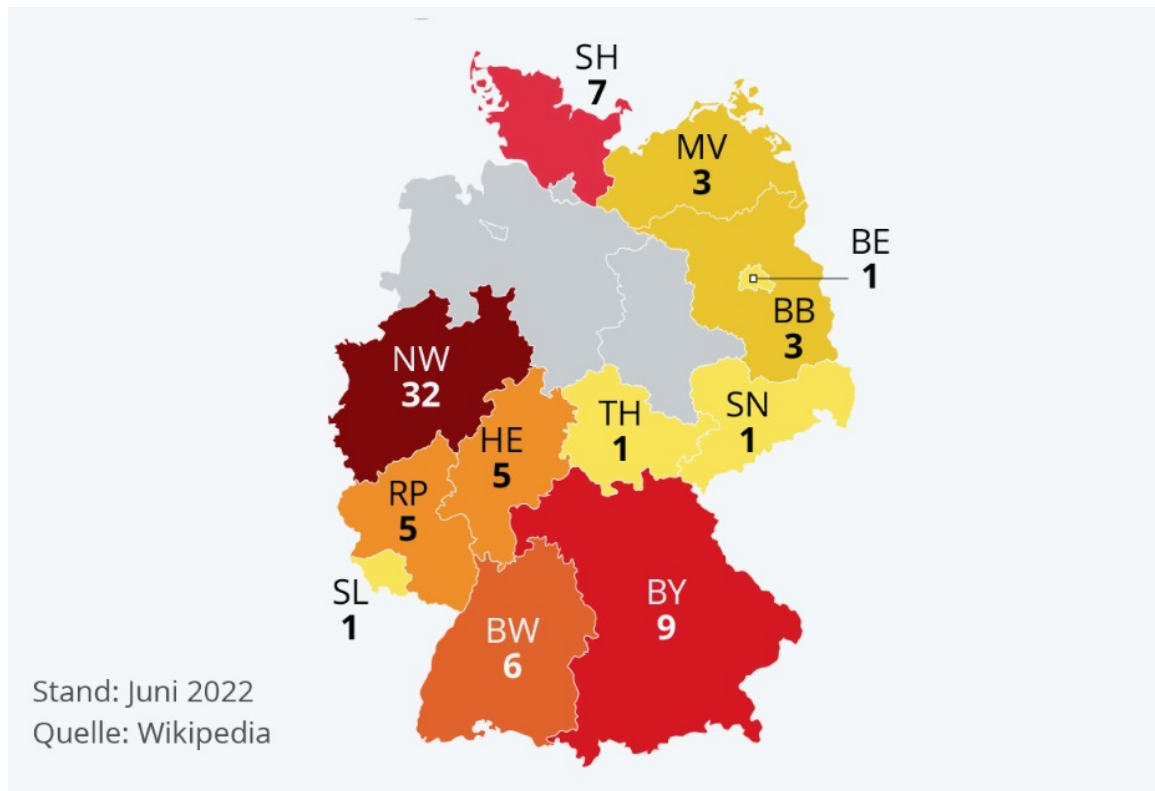 SH
7
MV
3
BE
1
BB
3
NW
32
TH
1
SN
1
HE
5
RP
5
SL
1
BY
9
BW
6
Stand: Juni 2022
Quelle: Wikipedia